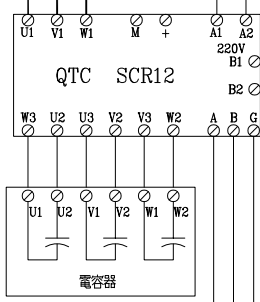 U1 V1 W1 M + A1 A2
220V
B1
QTC SCR12
B2
W3 U2 U3 V2 V3 W2 A B G
U1 U2 V1 V2 W1 W2
電容器